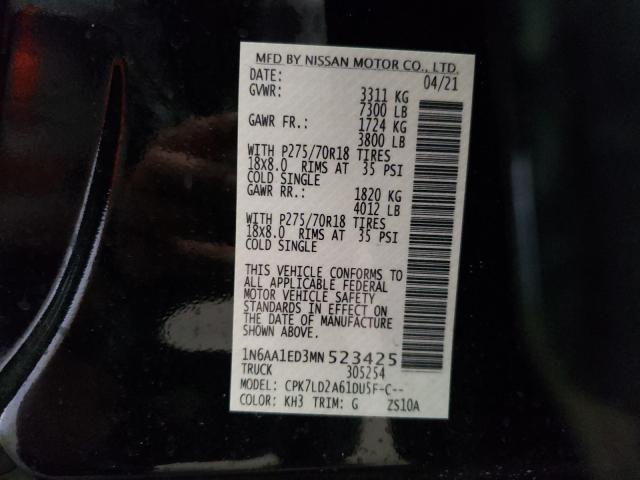 MFD BY NISSAN MOTOR CO., LTD.
DATE: 04/21
GVWR: 3311 KG
7300 LB
GAWR FR.: 1724 KG
3800 LB
WITH P275/70R18 TIRES
18X8.0 RIMS AT 35 PSI
COLD SINGLE
GAWR RR.: 1820 KG
4012 LB
WITH P275/70R18 TIRES
18X8.0 RIMS AT 35 PSI
COLD SINGLE
THIS VEHICLE CONFORMS TO
ALL APPLICABLE FEDERAL
MOTOR VEHICLE SAFETY
STANDARDS IN EFFECT ON
THE DATE OF MANUFACTURE
SHOWN ABOVE.
1N6AA1ED3MN523425
TRUCK 305254
MODEL: CPK7LD2A61DU5F-C--
COLOR: KH3 TRIM: G ZS10A